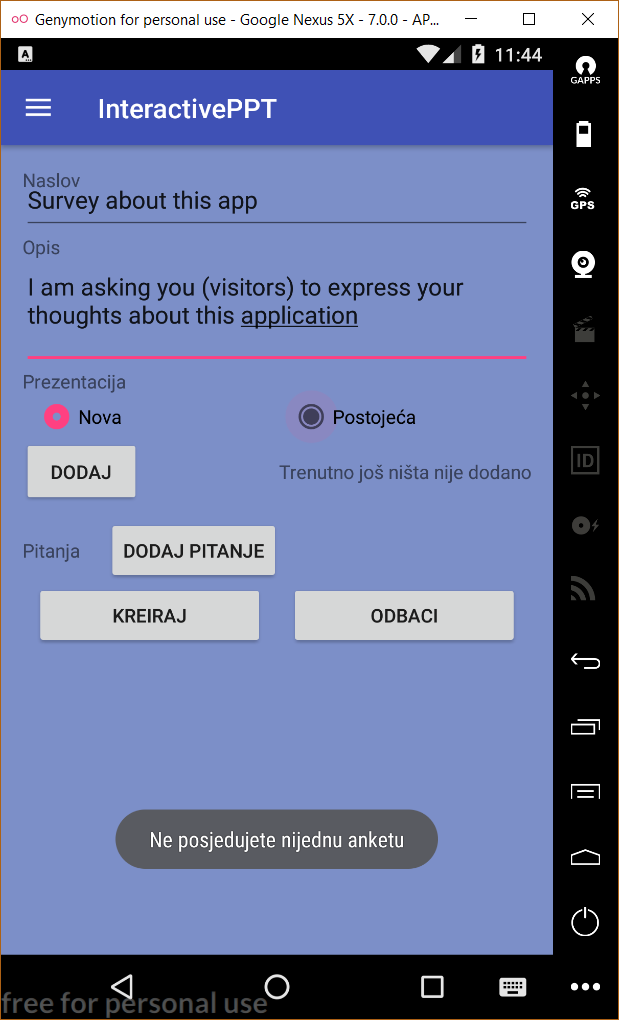 Genymotion for personal use - Google Nexus 5X - 7.0.0 - AP...
A 11:44
GAPPS
InteractivePPT
GPS
Naslov
Survey about this app
Opis
I am asking you (visitors) to express your
thoughts about this application
Prezentacija
Nova Postojeća
ID
DODAJ Trenutno još ništa nije dodano
Pitanja DODAJ PITANJE
KREIRAJ ODBACI
Ne posjedujete nijednu anketu
free for personal use